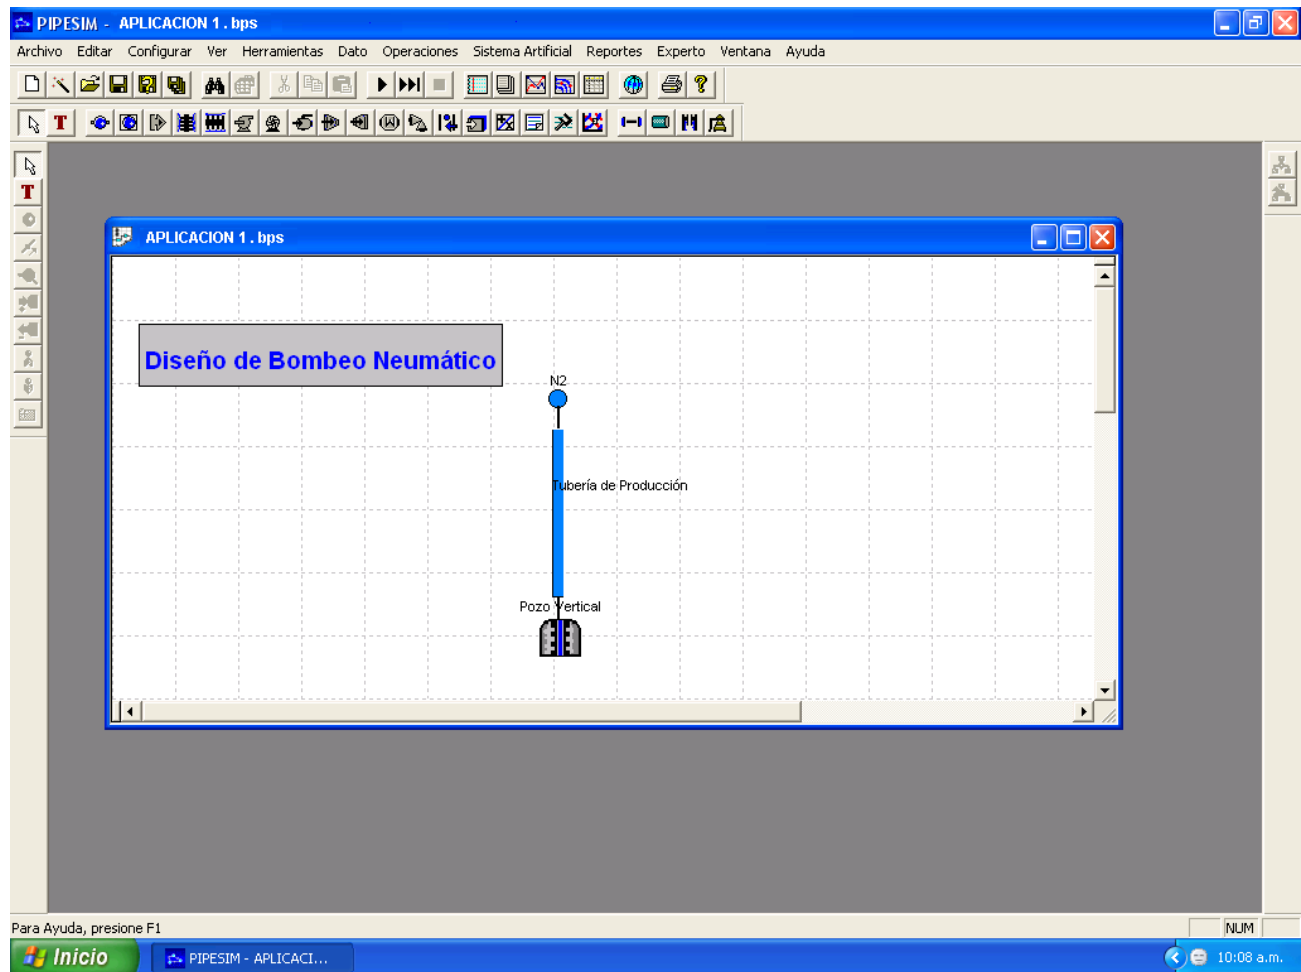 PIPESIM - APLICACION 1 . bps
Archivo Editar Configurar Ver Herramientas Dato Operaciones Sistema Artificial Reportes Experto Ventana Ayuda
T
T
APLICACION 1 . bps
Diseño de Bombeo Neumático
N2
Tubería de Producción
Pozo Vertical
Para Ayuda, presione F1
NUM
Inicio
PIPESIM - APLICACI...
10:08 a.m.